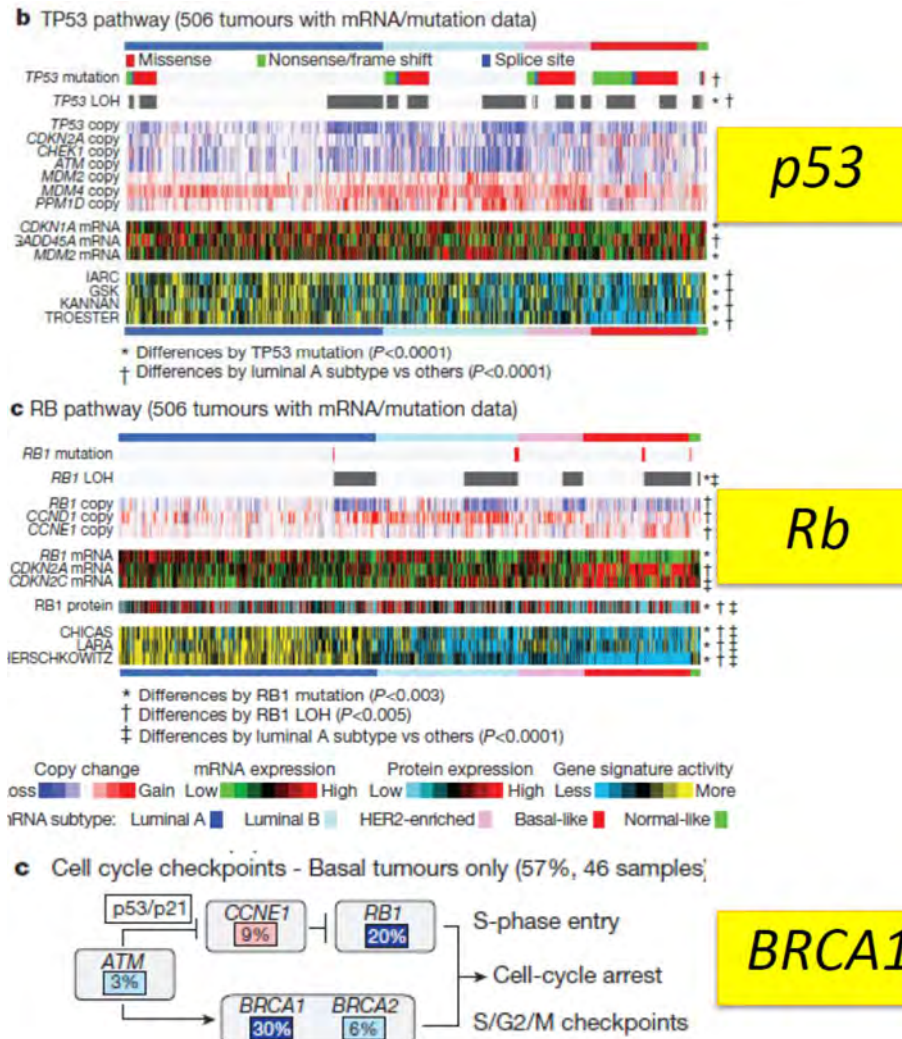 b TP53 pathway (506 tumours with mRNA/mutation data)
Missense Nonsense/frame shift Splice site
TP53 mutation †
TP53 LOH * †
TP53 copy
CDKN2A copy
CHEK1 copy
ATM copy
MDM2 copy
MDM4 copy
PPM1D copy
p53
CDKN1A mRNA *
GADD45A mRNA †
MDM2 mRNA *
IARC * †
GSK * †
KANNAN * †
TROESTER * †
* Differences by TP53 mutation (P<0.0001)
† Differences by luminal A subtype vs others (P<0.0001)
c RB pathway (506 tumours with mRNA/mutation data)
RB1 mutation
RB1 LOH *‡
RB1 copy †
CCND1 copy †
CCNE1 copy †
Rb
RB1 mRNA *
CDKN2A mRNA †
CDKN2C mRNA ‡
RB1 protein * † ‡
CHICAS * † ‡
LARA * † ‡
HERSCHKOWITZ * † ‡
* Differences by RB1 mutation (P<0.003)
† Differences by RB1 LOH (P<0.005)
‡ Differences by luminal A subtype vs others (P<0.0001)
Copy change mRNA expression Protein expression Gene signature activity
oss Gain Low High Low High Less More
mRNA subtype: Luminal A Luminal B HER2-enriched Basal-like Normal-like
c Cell cycle checkpoints - Basal tumours only (57%, 46 samples)
p53/p21 CCNE1 RB1 S-phase entry
9% 20%
ATM Cell-cycle arrest
3%
BRCA1 BRCA2 S/G2/M checkpoints
30% 6%
BRCA1